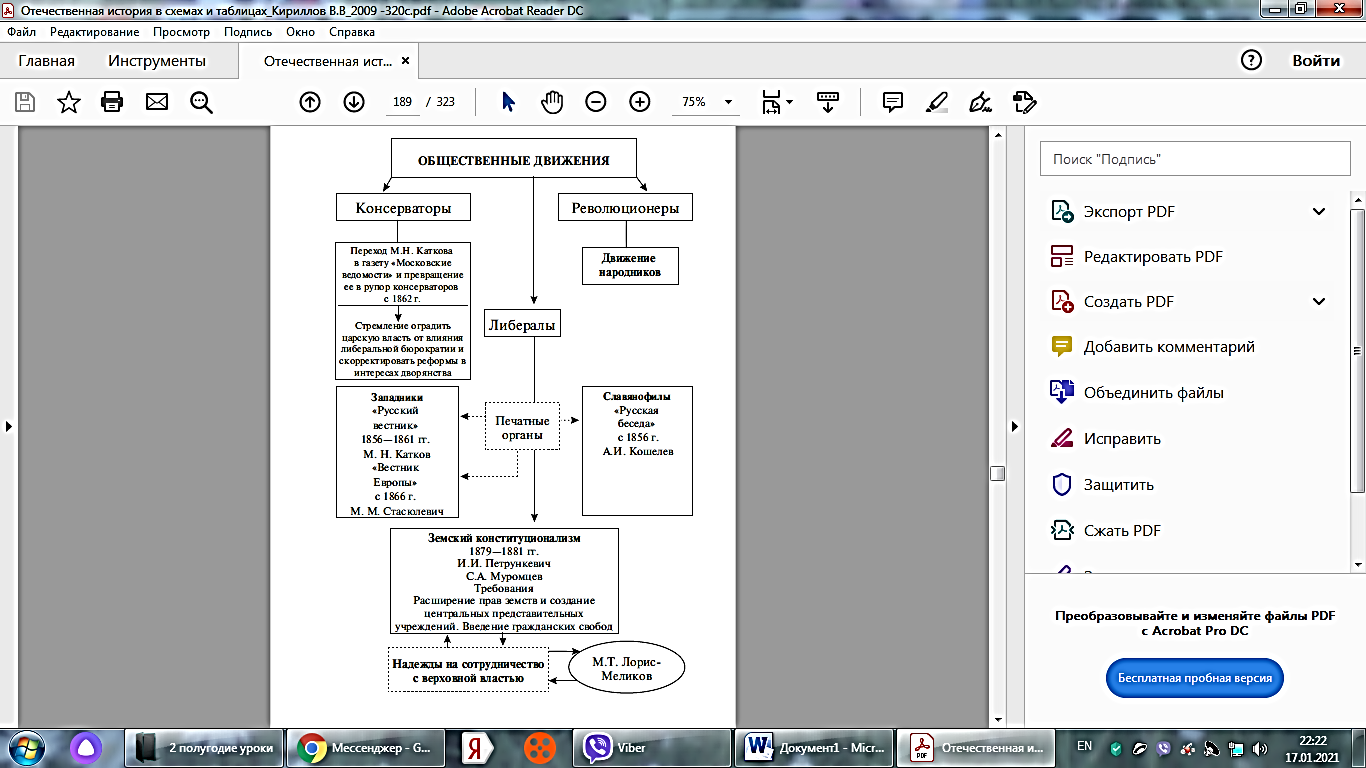 Отечественная история в схемах и таблицах_Кириллов В.В_2009 -320с.pdf - Adobe Acrobat Reader DC
Файл Редактирование Просмотр Подпись Окно Справка
Главная Инструменты Отечественная ист... ×
Войти
189 / 323 75%
ОБЩЕСТВЕННЫЕ ДВИЖЕНИЯ
Консерваторы
Революционеры
Переход М.Н. Каткова
в газету «Московские
ведомости» и превращение
ее в рупор консерваторов
с 1862 г.
Стремление оградить
царскую власть от влияния
либеральной бюрократии и
скорректировать реформы в
интересах дворянства
Движение
народников
Либералы
Западники
«Русский
вестник»
1856—1861 гг.
М. Н. Катков
«Вестник
Европы»
с 1866 г.
М. М. Стасюлевич
Печатные
органы
Славянофилы
«Русская
беседа»
с 1856 г.
А.И. Кошелев
Земский конституционализм
1879—1881 гг.
И.И. Петрункевич
С.А. Муромцев
Требования
Расширение прав земств и создание
центральных представительных
учреждений. Введение гражданских свобод
Надежды на сотрудничество
с верховной властью
М.Т. Лорис-
Меликов
Поиск "Подпись"
Экспорт PDF
Редактировать PDF
Создать PDF
Добавить комментарий
Объединить файлы
Исправить
Защитить
Сжать PDF
Преобразовывайте и изменяйте файлы PDF
с Acrobat Pro DC
Бесплатная пробная версия
2 полугодие уроки
Мессенджер - G...
Я
Viber
Документ1 - Micr...
Отечественная и...
EN
22:22
17.01.2021